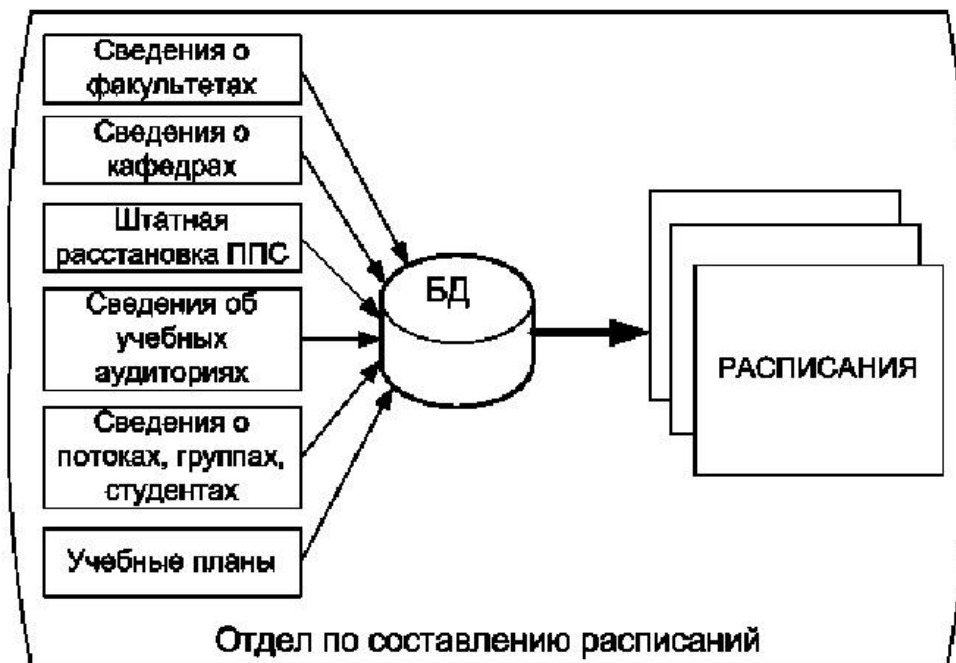 Сведения о
факультетах
Сведения о
кафедрах
Штатная
расстановка ППС
Сведения об
учебных
аудиториях
Сведения о
потоках, группах,
студентах
Учебные планы
БД
РАСПИСАНИЯ
Отдел по составлению расписаний